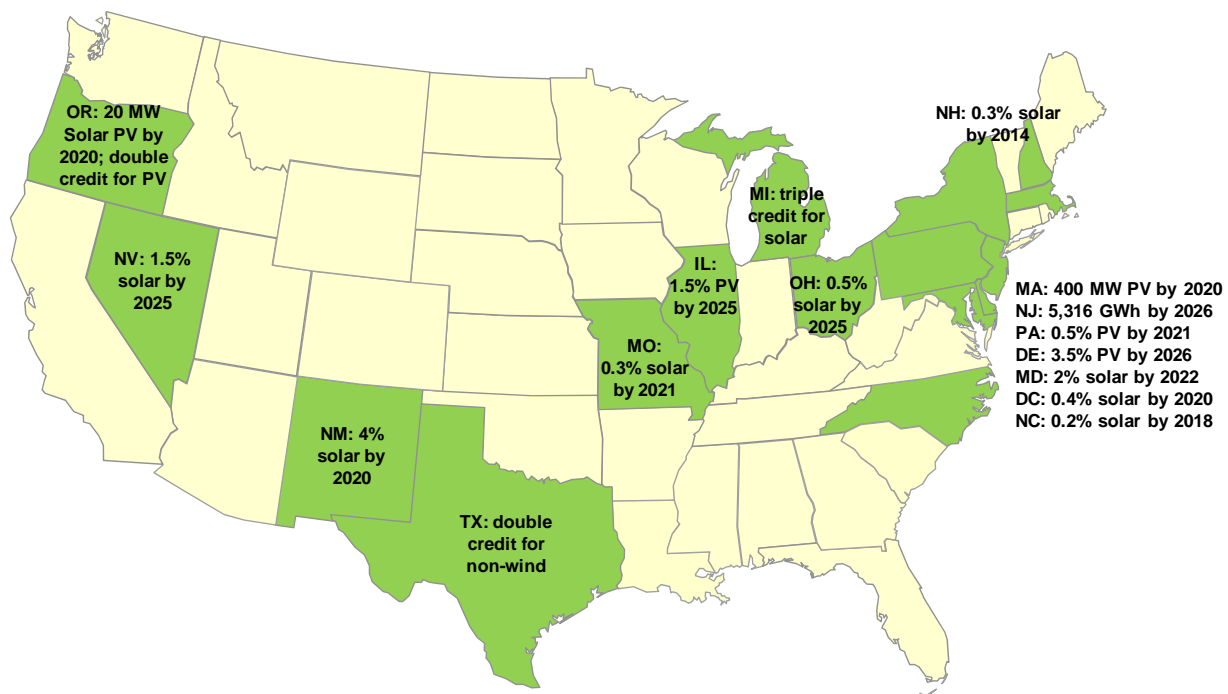 OR: 20 MW
Solar PV by
2020; double
credit for PV
NV: 1.5%
solar by
2025
NM: 4%
solar by
2020
TX: double
credit for
non-wind
MO:
0.3% solar
by 2021
IL:
1.5% PV
by 2025
MI: triple
credit for
solar
OH: 0.5%
solar by
2025
NH: 0.3% solar
by 2014
MA: 400 MW PV by 2020
NJ: 5,316 GWh by 2026
PA: 0.5% PV by 2021
DE: 3.5% PV by 2026
MD: 2% solar by 2022
DC: 0.4% solar by 2020
NC: 0.2% solar by 2018